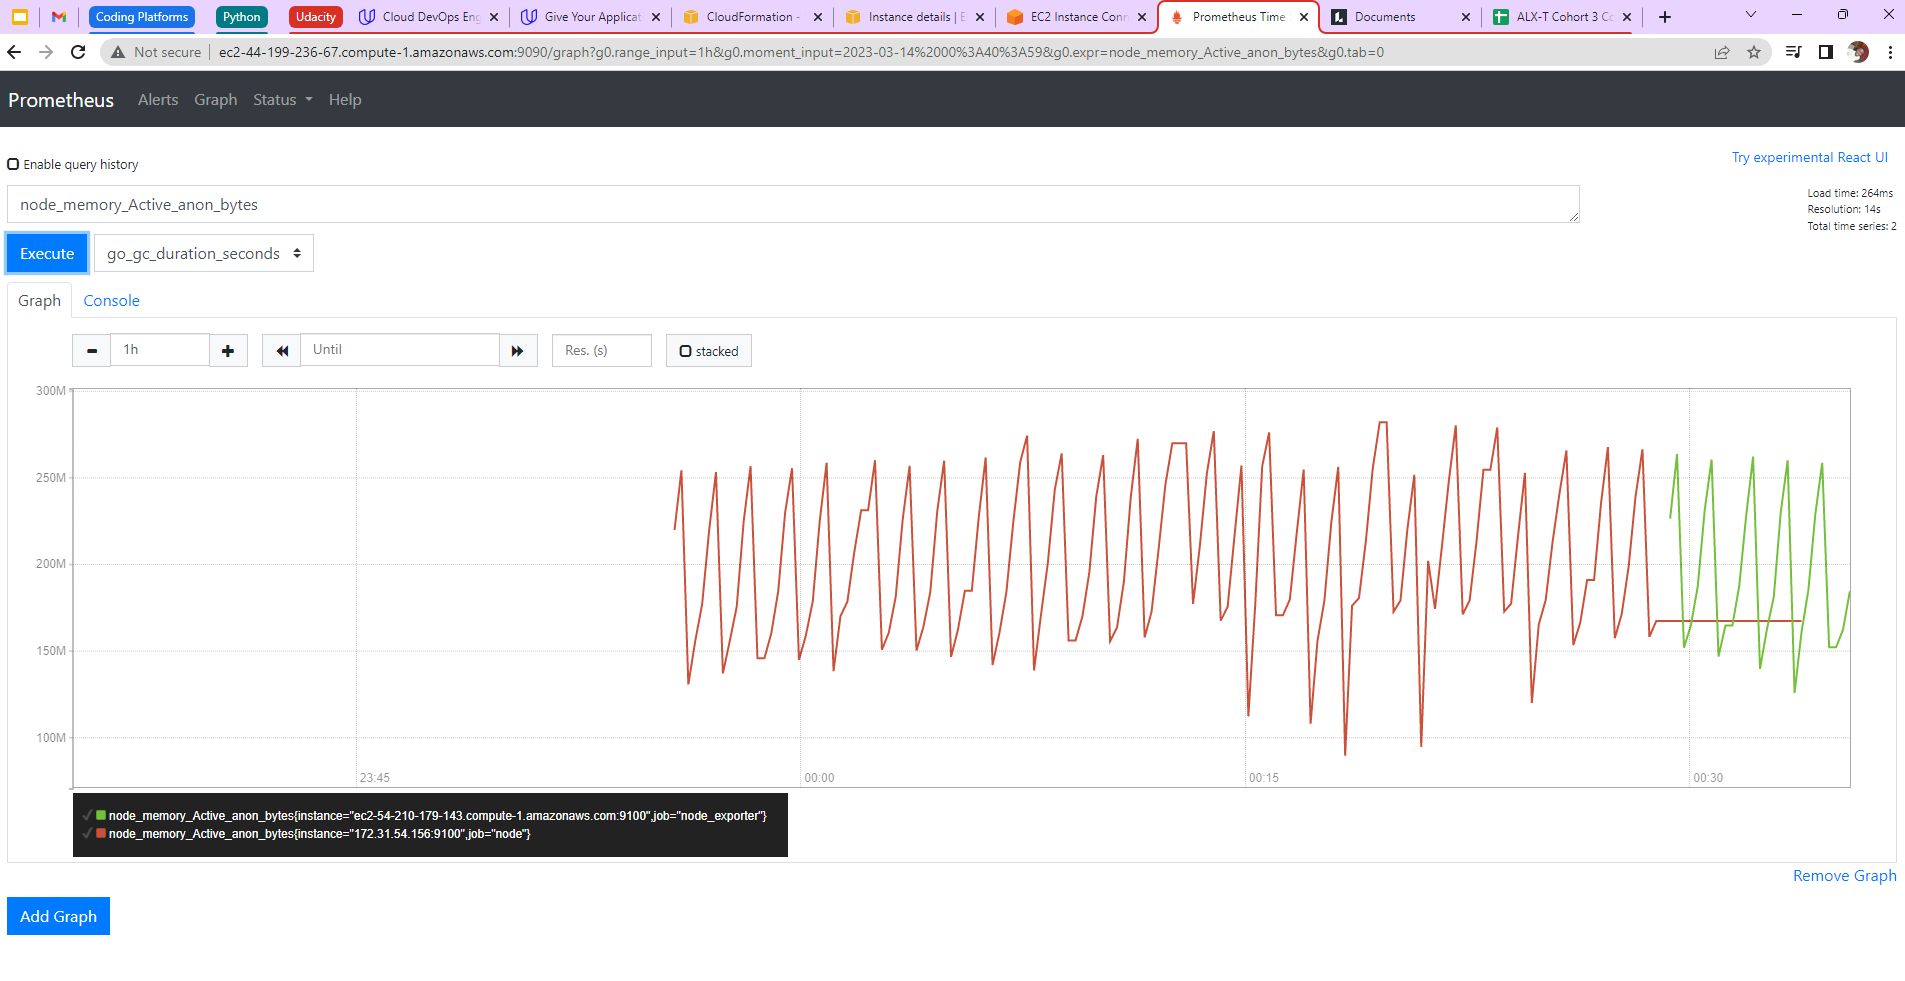 Coding Platforms Python Udacity Cloud DevOps Eng Give Your Applicat CloudFormation - Instance details | E EC2 Instance Conn Prometheus Time Documents ALX-T Cohort 3 Co
Not secure ec2-44-199-236-67.compute-1.amazonaws.com:9090/graph?g0.range_input=1h&g0.moment_input=2023-03-14%2000%3A40%3A59&g0.expr=node_memory_Active_anon_bytes&g0.tab=0
Prometheus Alerts Graph Status Help
Enable query history
Try experimental React UI
node_memory_Active_anon_bytes
Load time: 264ms
Resolution: 14s
Total time series: 2
Execute go_gc_duration_seconds
Graph Console
1h Until Res. (s) stacked
300M
250M
200M
150M
100M
23:45 00:00 00:15 00:30
node_memory_Active_anon_bytes{instance="ec2-54-210-179-143.compute-1.amazonaws.com:9100",job="node_exporter"}
node_memory_Active_anon_bytes{instance="172.31.54.156:9100",job="node"}
Remove Graph
Add Graph